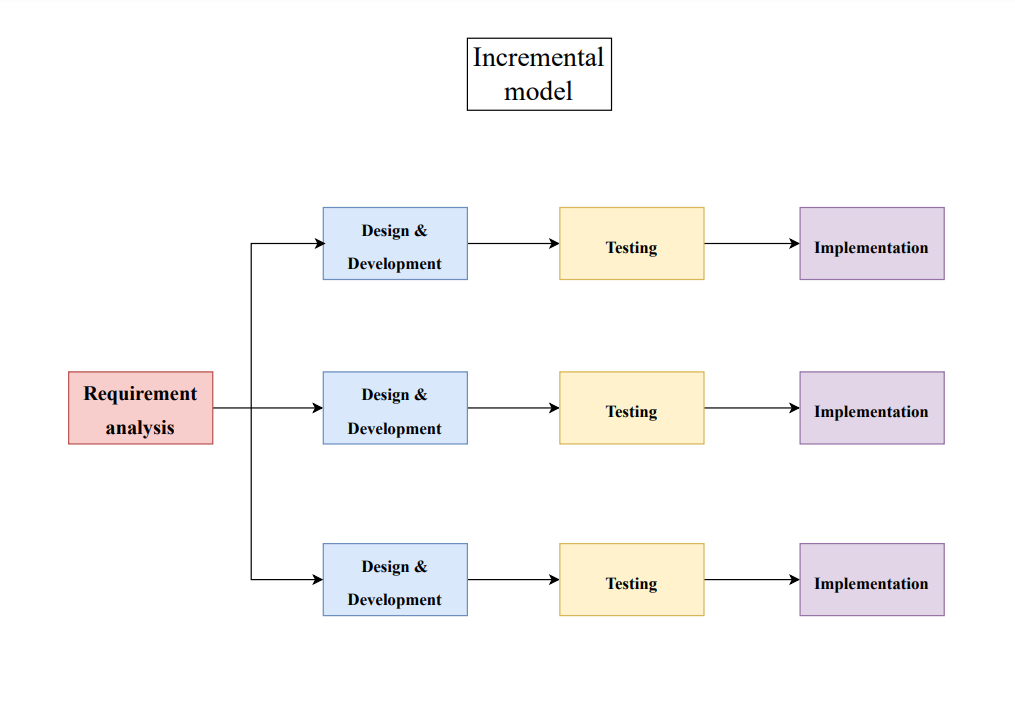 Incremental
model
Design &
Development
Testing
Implementation
Requirement
analysis
Design &
Development
Testing
Implementation
Design &
Development
Testing
Implementation